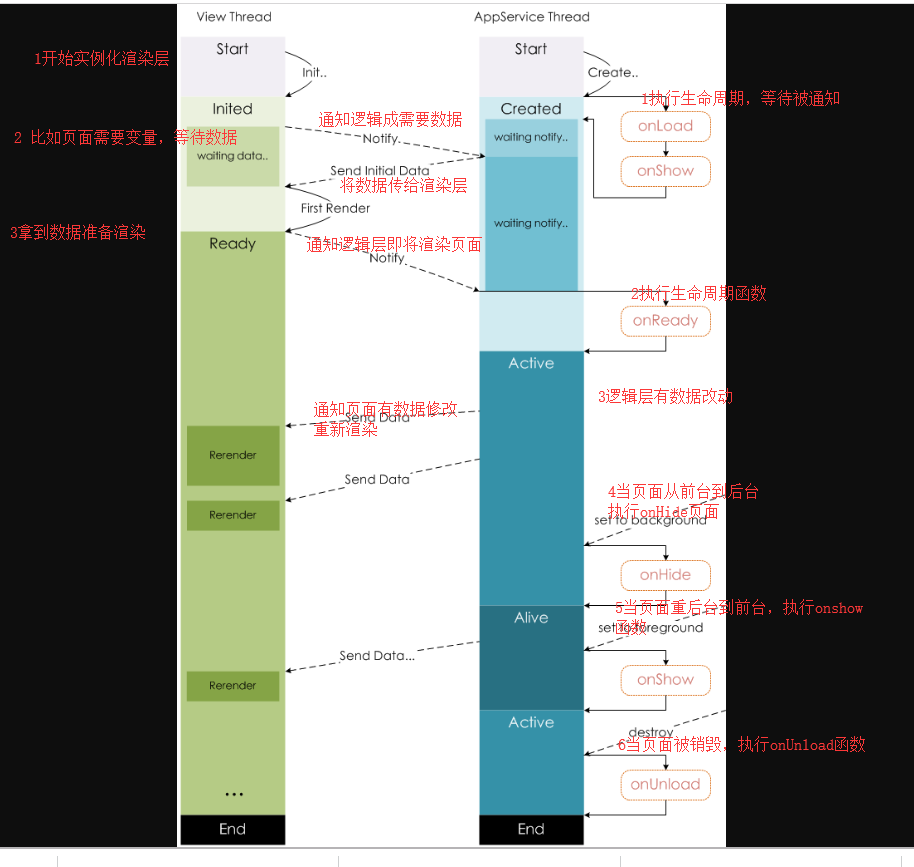 View Thread
AppService Thread
Start
Start
1开始实例化渲染层
Init..
Create..
1执行生命周期，等待被通知
Inited
Created
通知逻辑成需要数据
onLoad
2 比如页面需要变量，等待数据
Notify
waiting notify..
waiting data..
Send Initial Data
onShow
将数据传给渲染层
First Render
waiting notify..
3拿到数据准备渲染
Ready
通知逻辑层即将渲染页面
Notify
2执行生命周期函数
onReady
Active
3逻辑层有数据改动
通知页面有数据修改
Send Data
重新渲染
Rerender
Send Data
4当页面从前台到后台
执行onHide页面
set to background
Rerender
onHide
5当页面重后台到前台，执行onshow
函数
Alive
set to foreground
Send Data...
Rerender
onShow
Active
destroy
6当页面被销毁，执行onUnload函数
onUnload
...
End
End